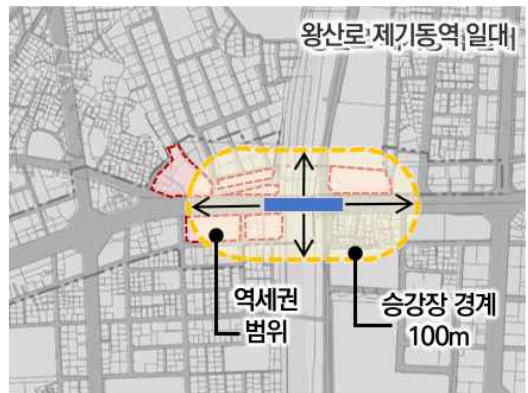 왕산로 제기동역 일대
역세권
범위
승강장 경계
100m